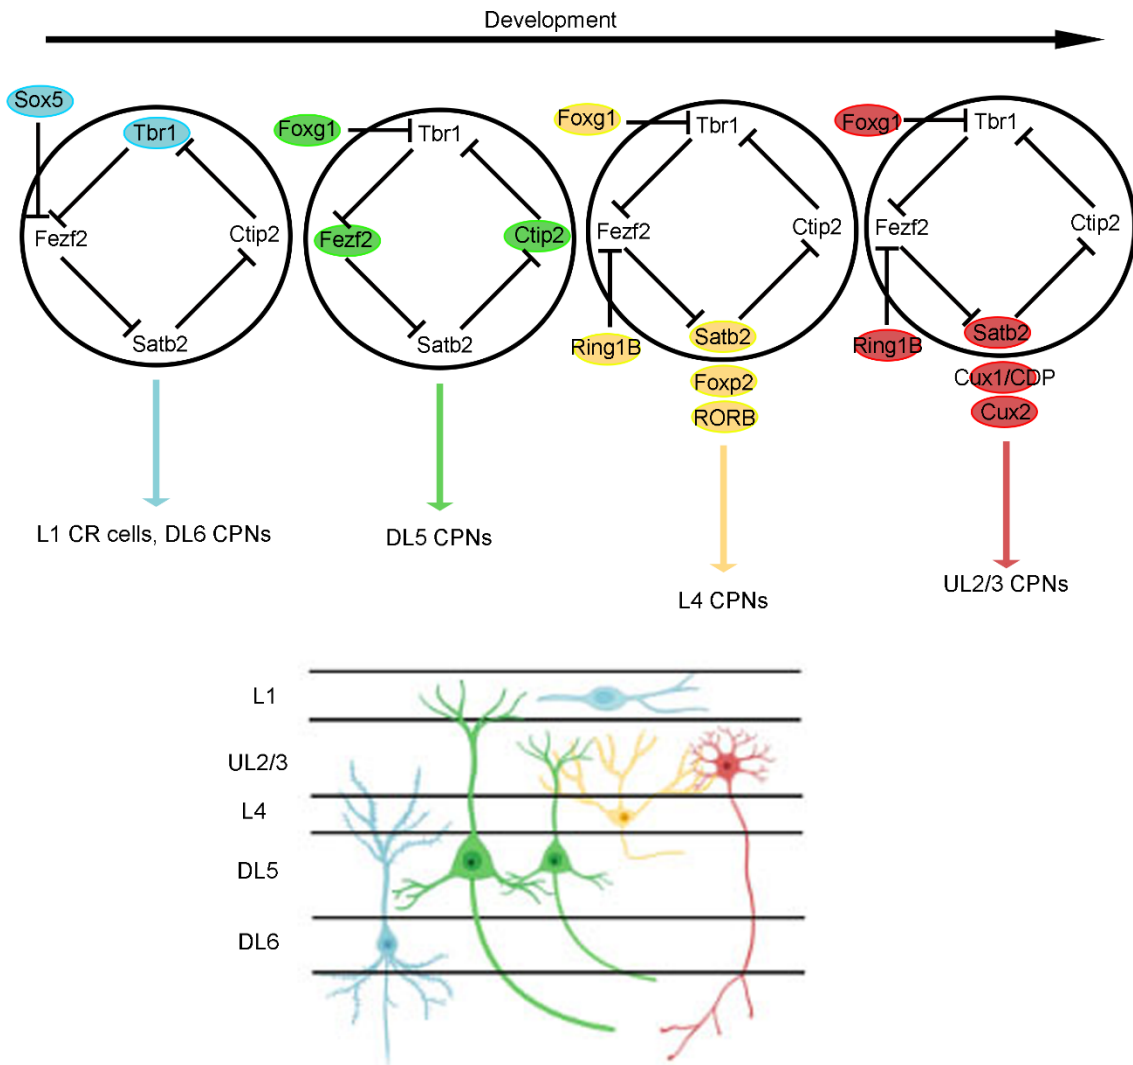 Development
Sox5
Tbr1
Fezf2
Ctip2
Satb2
L1 CR cells, DL6 CPNs
Foxg1
Tbr1
Fezf2
Ctip2
Satb2
DL5 CPNs
Foxg1
Tbr1
Fezf2
Ctip2
Ring1B
Satb2
Foxp2
RORB
L4 CPNs
Foxg1
Tbr1
Fezf2
Ctip2
Ring1B
Satb2
Cux1/CDP
Cux2
UL2/3 CPNs
L1
UL2/3
L4
DL5
DL6